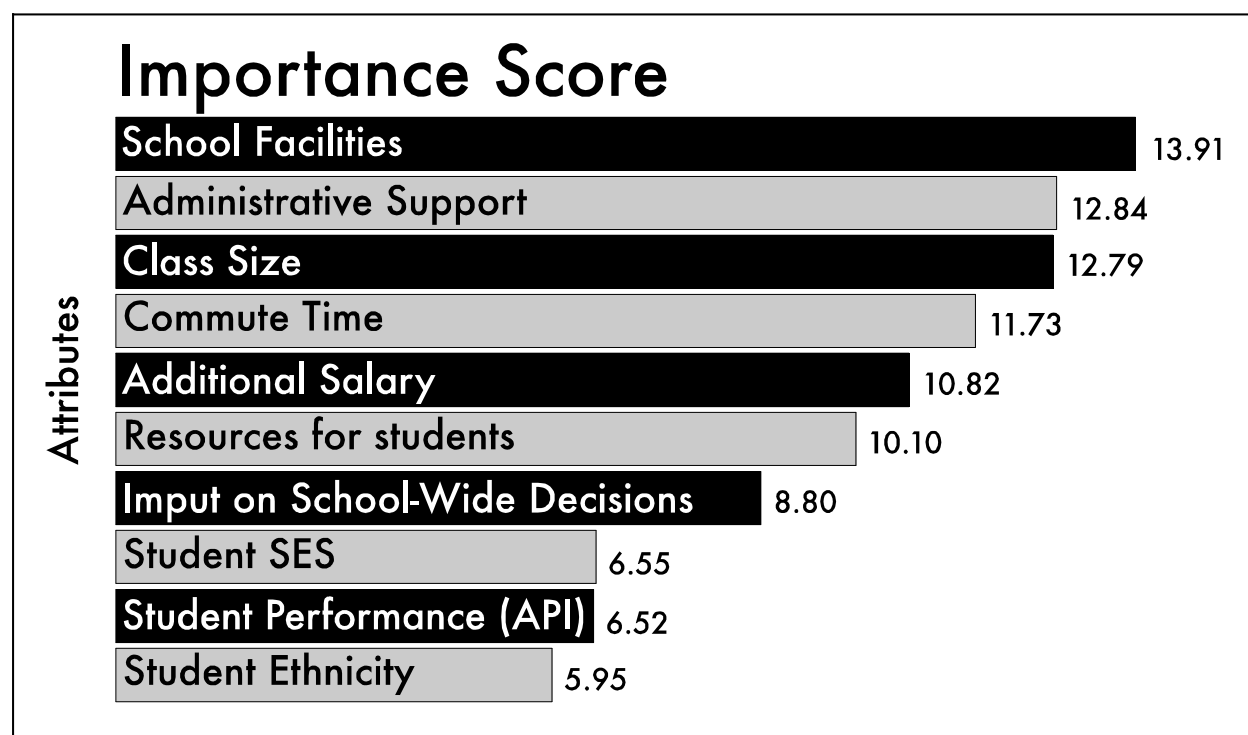 Importance Score
School Facilities 13.91
Administrative Support 12.84
Class Size 12.79
Commute Time 11.73
Additional Salary 10.82
Resources for students 10.10
Imput on School-Wide Decisions 8.80
Student SES 6.55
Student Performance (API) 6.52
Student Ethnicity 5.95
Attributes